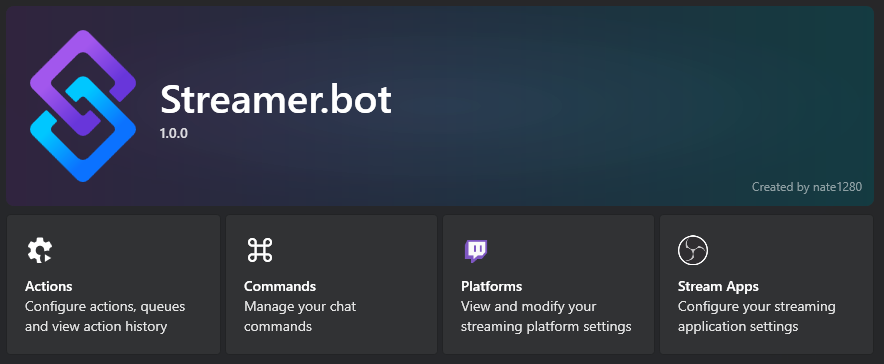 Streamer.bot
1.0.0
Created by nate1280
Actions
Configure actions, queues
and view action history
Commands
Manage your chat
commands
Platforms
View and modify your
streaming platform settings
Stream Apps
Configure your streaming
application settings